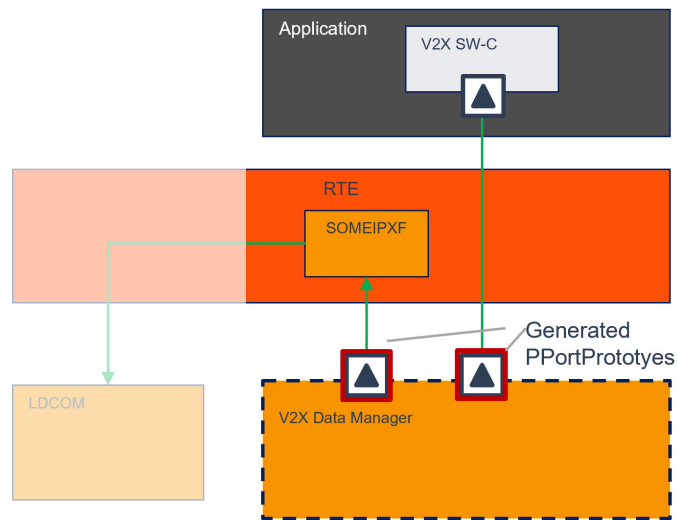 Application
V2X SW-C
RTE
SOMEIPXF
Generated
PPortPrototyes
LDCOM
V2X Data Manager